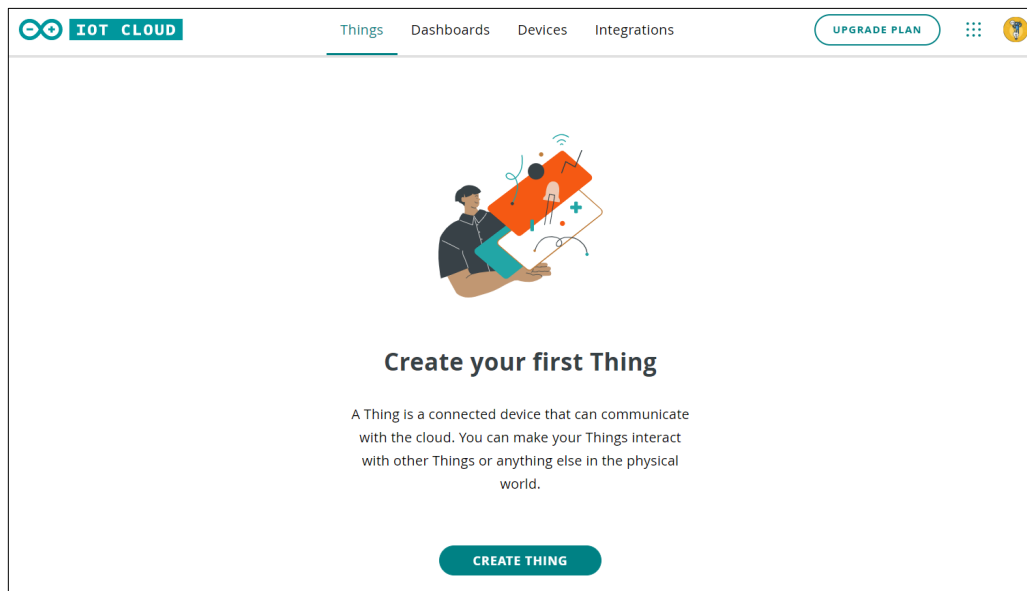 IOT CLOUD
Things Dashboards Devices Integrations
UPGRADE PLAN
Create your first Thing
A Thing is a connected device that can communicate
with the cloud. You can make your Things interact
with other Things or anything else in the physical
world.
CREATE THING